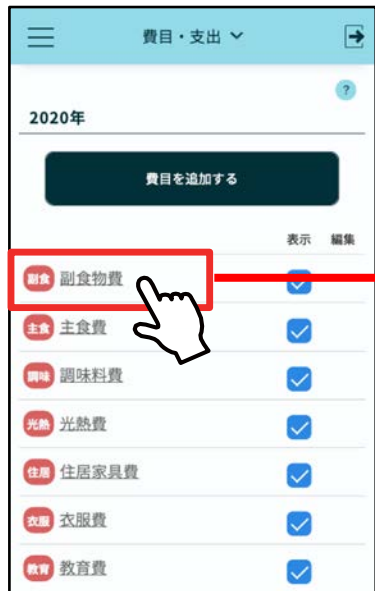 費目・支出
?
2020年
費目を追加する
表示 編集
副食 副食物費
主食 主食費
調味 調味料費
光熱 光熱費
住居 住居家具費
衣服 衣服費
教育 教育費